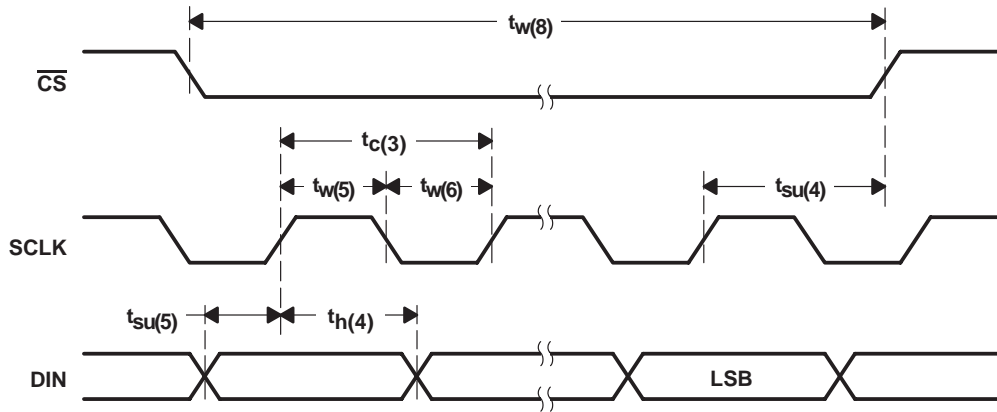 tw(8)
CS
tc(3)
tw(5) tw(6) tsu(4)
SCLK
tsu(5) th(4)
DIN LSB